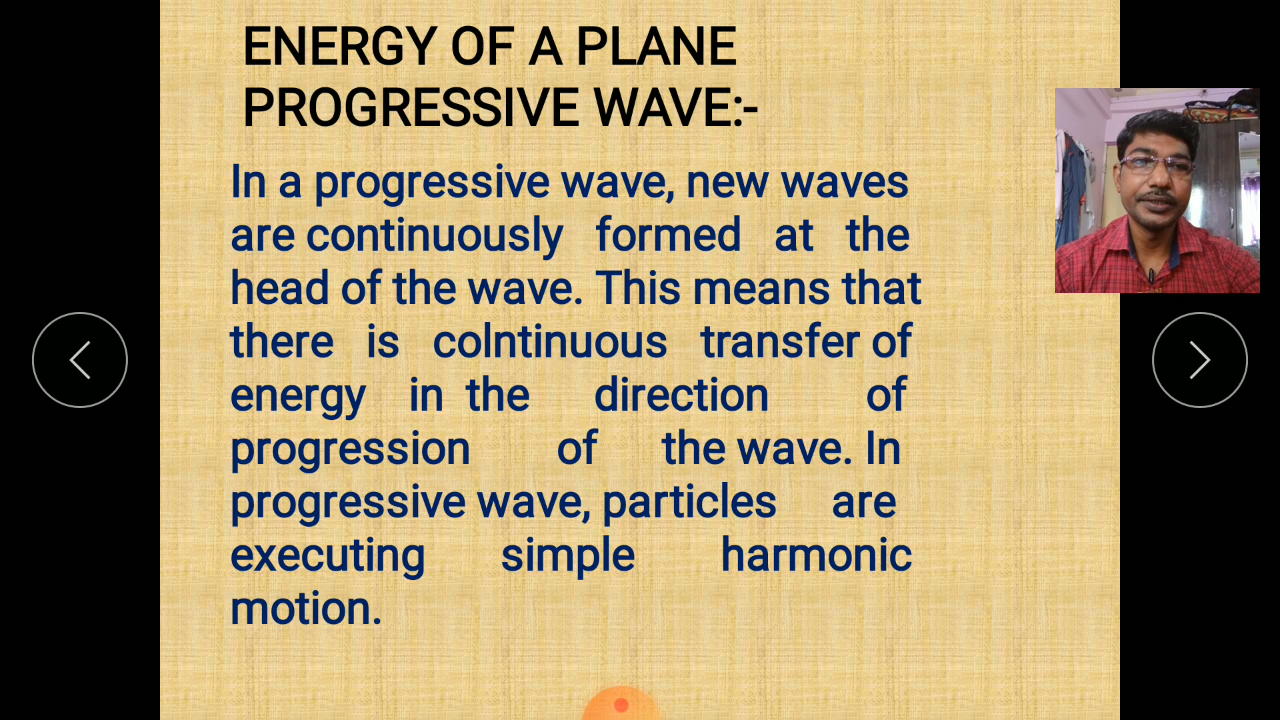 ENERGY OF A PLANE
PROGRESSIVE WAVE:-
In a progressive wave, new waves
are continuously formed at the
head of the wave. This means that
there is colntinuous transfer of
energy in the direction of
progression of the wave. In
progressive wave, particles are
executing simple harmonic
motion.